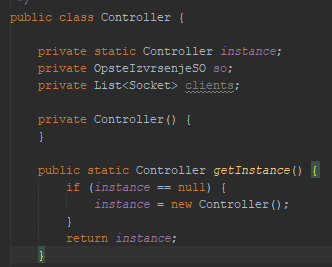 */
public class Controller {
private static Controller instance;
private OpsteIzvrsenjeSO so;
private List<Socket> clients;
private Controller() {
}
public static Controller getInstance() {
if (instance == null) {
instance = new Controller();
}
return instance;
}